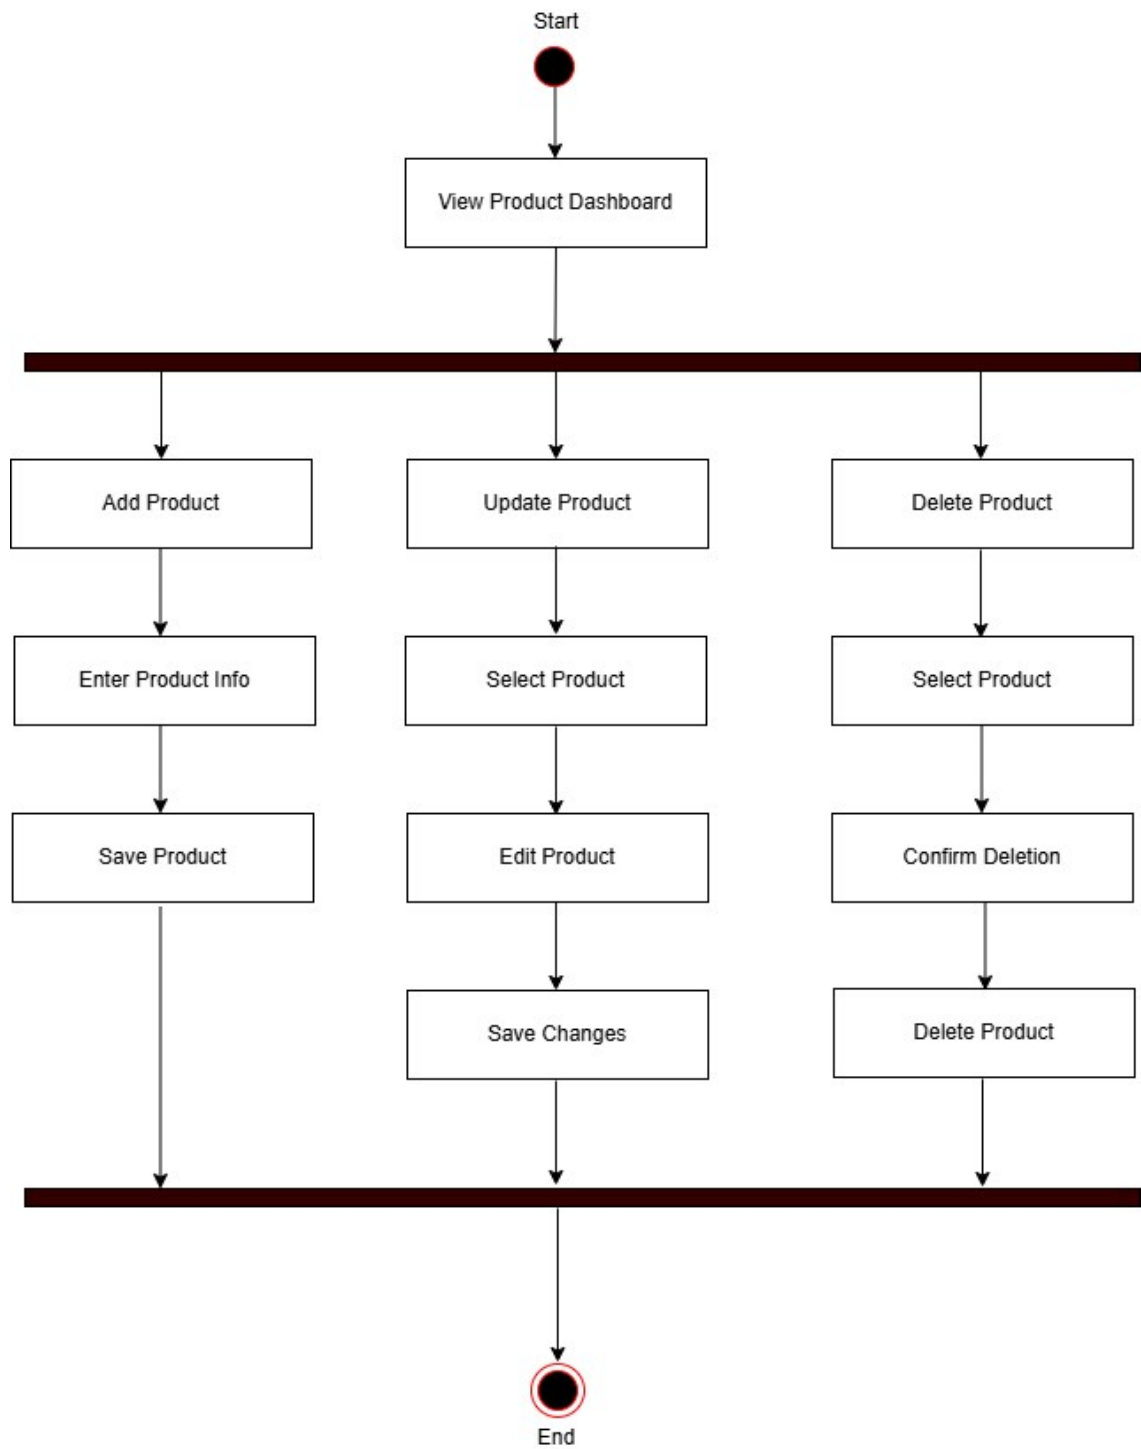 Start
View Product Dashboard
Add Product
Update Product
Delete Product
Enter Product Info
Select Product
Select Product
Save Product
Edit Product
Confirm Deletion
Save Changes
Delete Product
End